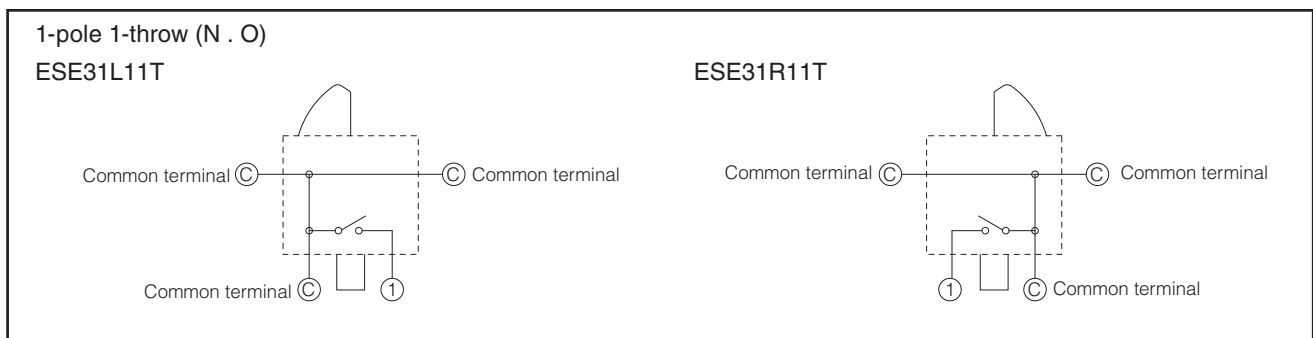 1-pole 1-throw (N . O)
ESE31L11T
ESE31R11T
Common terminal C
C Common terminal
Common terminal C
C Common terminal
Common terminal C
1
1
C Common terminal